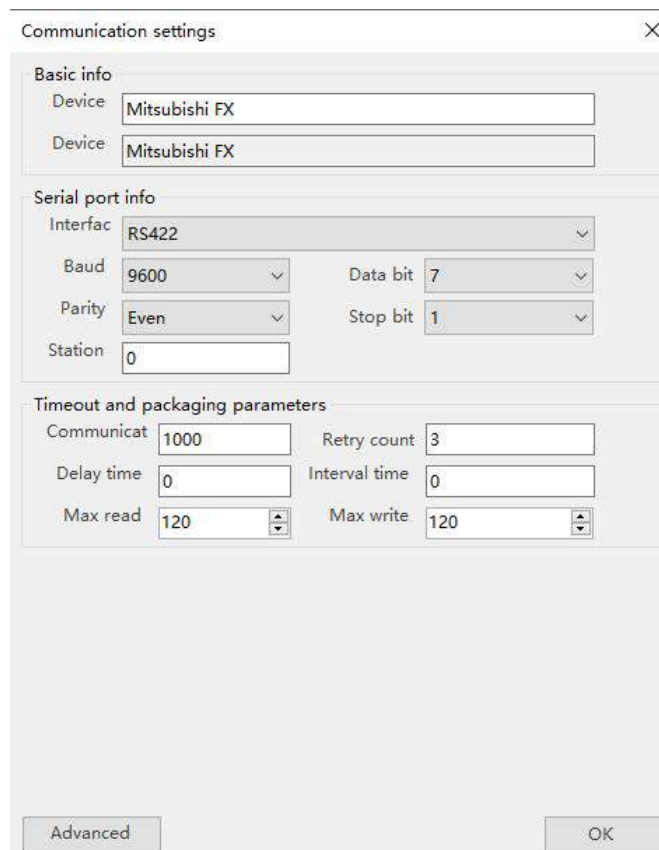 Communication settings
Basic info
Device Mitsubishi FX
Device Mitsubishi FX
Serial port info
Interfac RS422
Baud 9600 Data bit 7
Parity Even Stop bit 1
Station 0
Timeout and packaging parameters
Communicat 1000 Retry count 3
Delay time 0 Interval time 0
Max read 120 Max write 120
Advanced OK